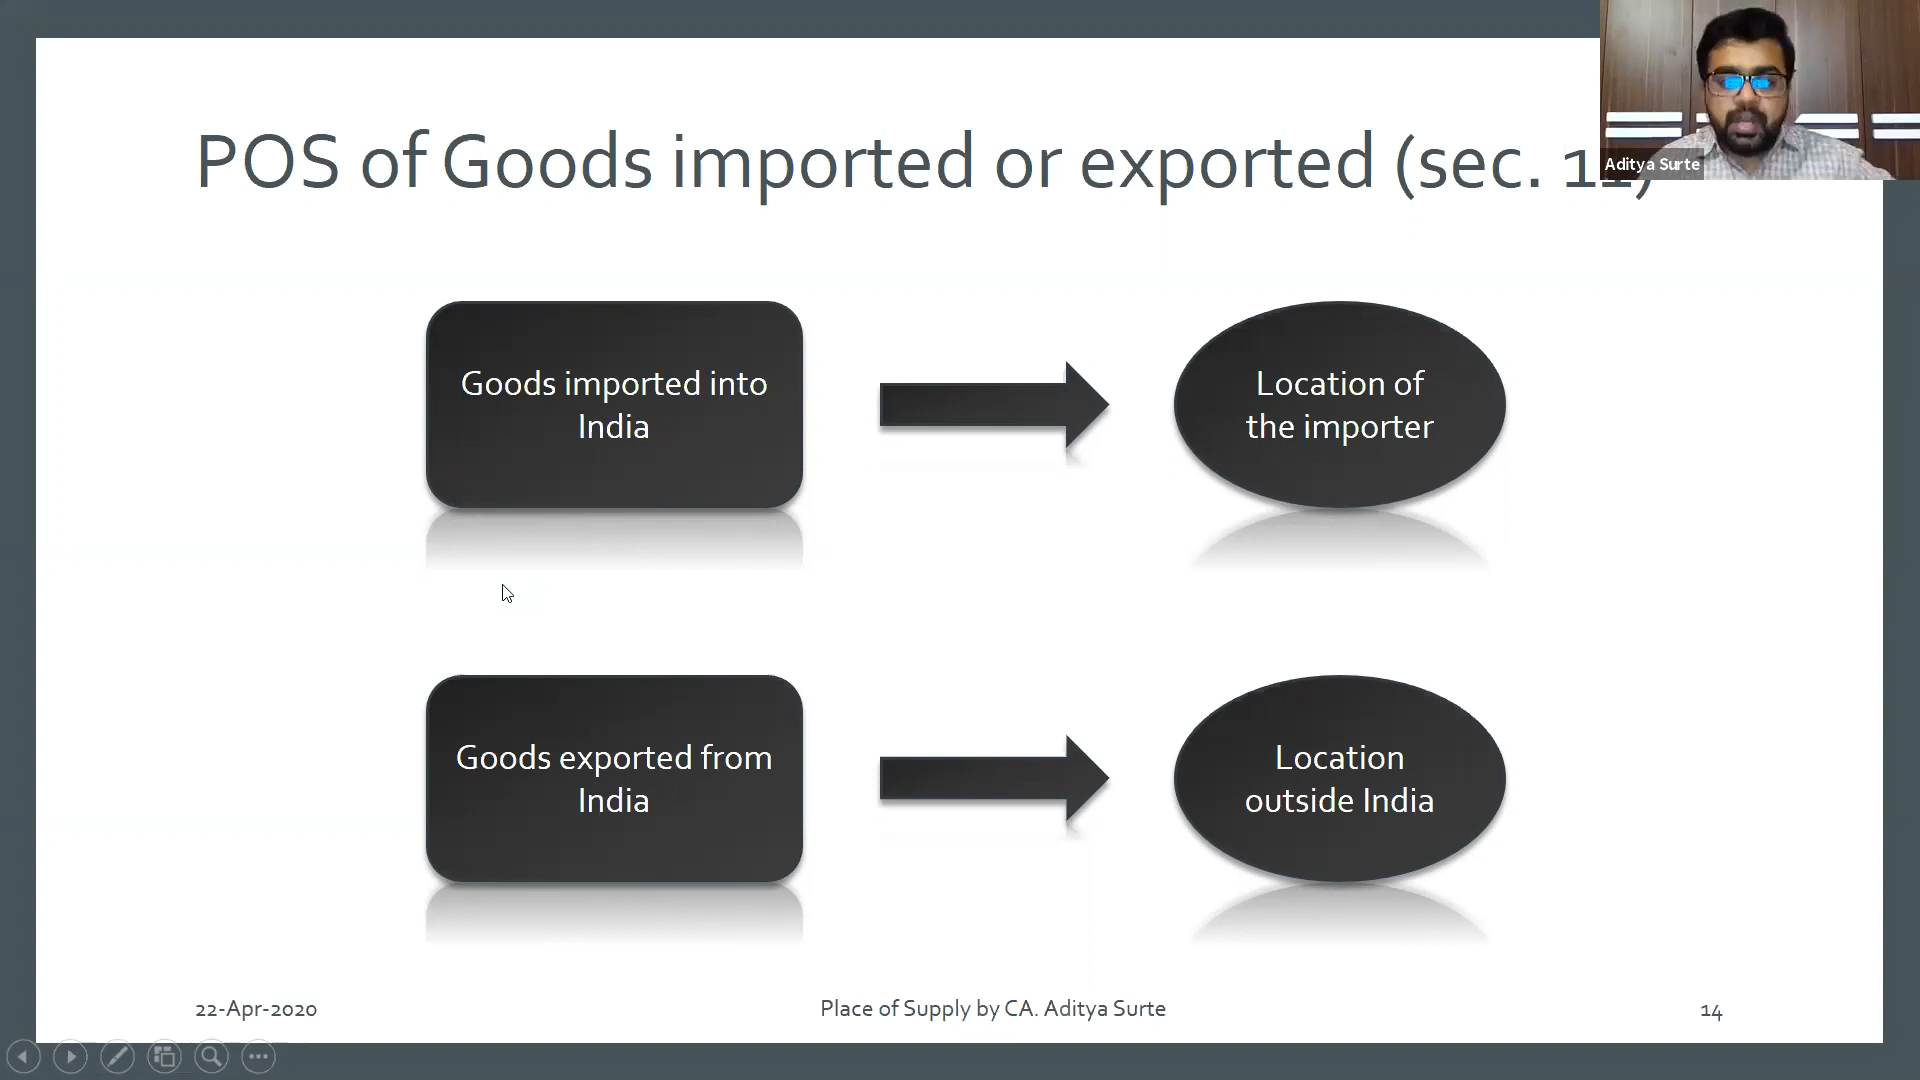 POS of Goods imported or exported (sec. 11)
Aditya Surte
Goods imported into
India
Location of
the importer
Goods exported from
India
Location
outside India
22-Apr-2020
Place of Supply by CA. Aditya Surte
14